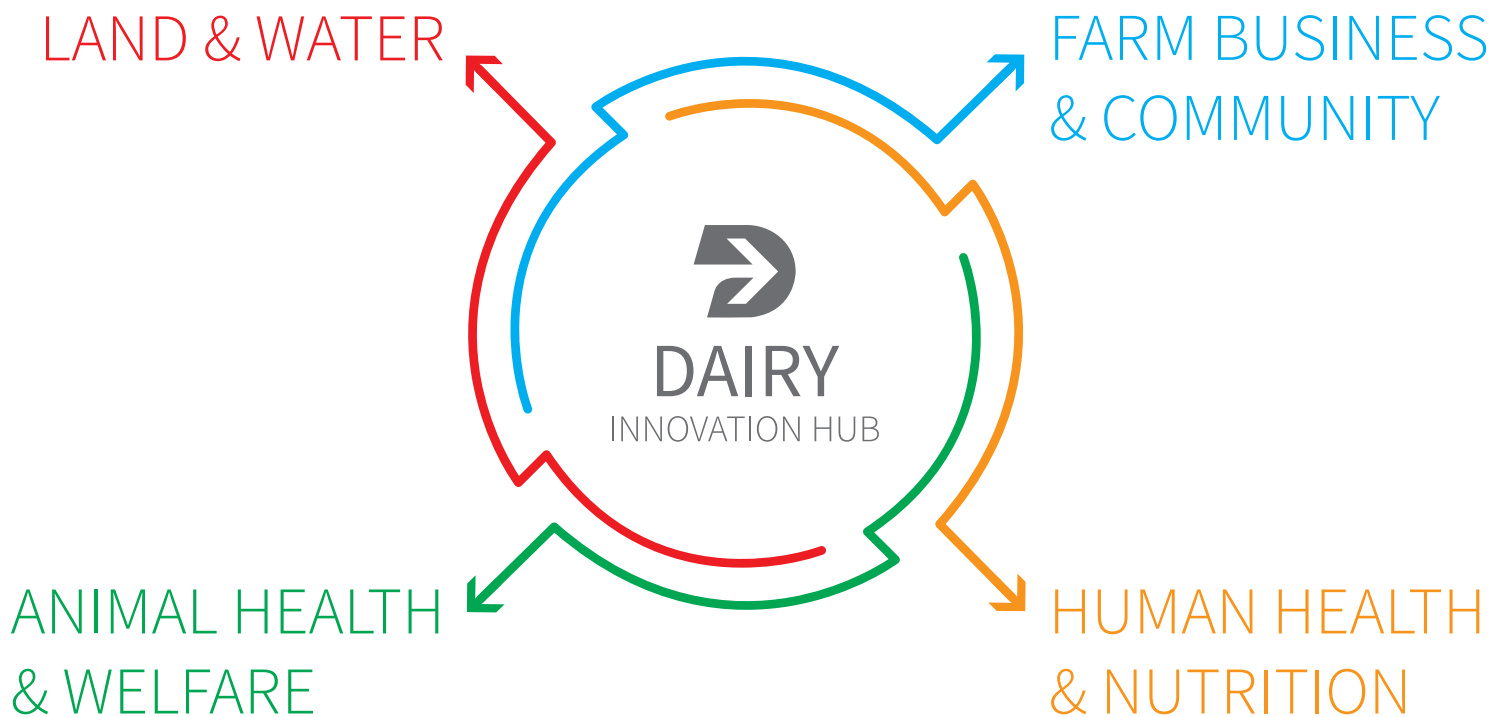 LAND & WATER
FARM BUSINESS
& COMMUNITY
DAIRY
INNOVATION HUB
ANIMAL HEALTH
& WELFARE
HUMAN HEALTH
& NUTRITION